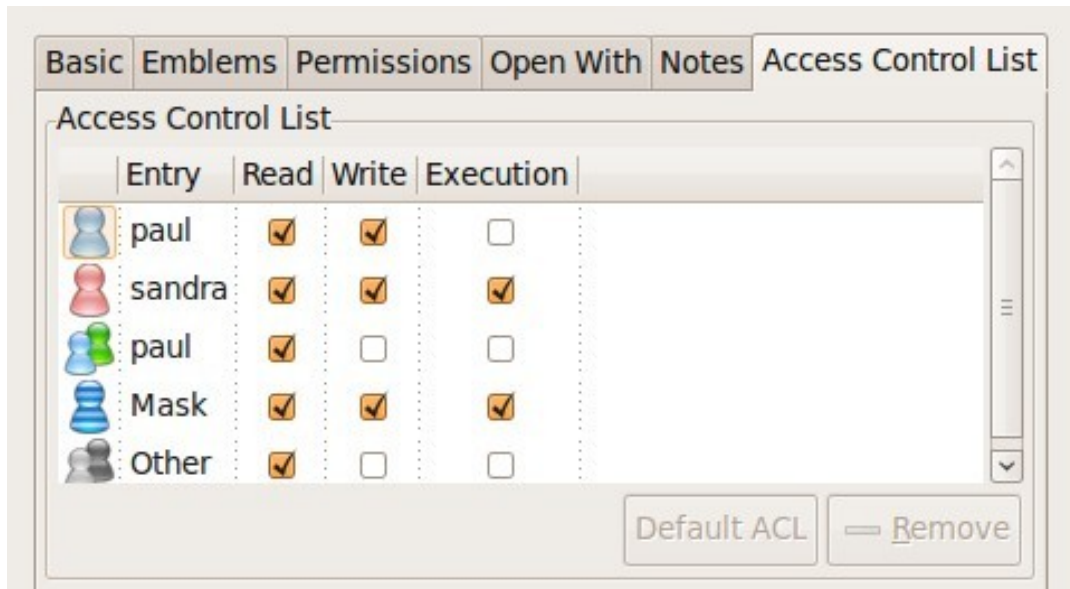 Basic Emblems Permissions Open With Notes Access Control List
Access Control List
Entry Read Write Execution
paul
sandra
paul
Mask
Other
Default ACL Remove